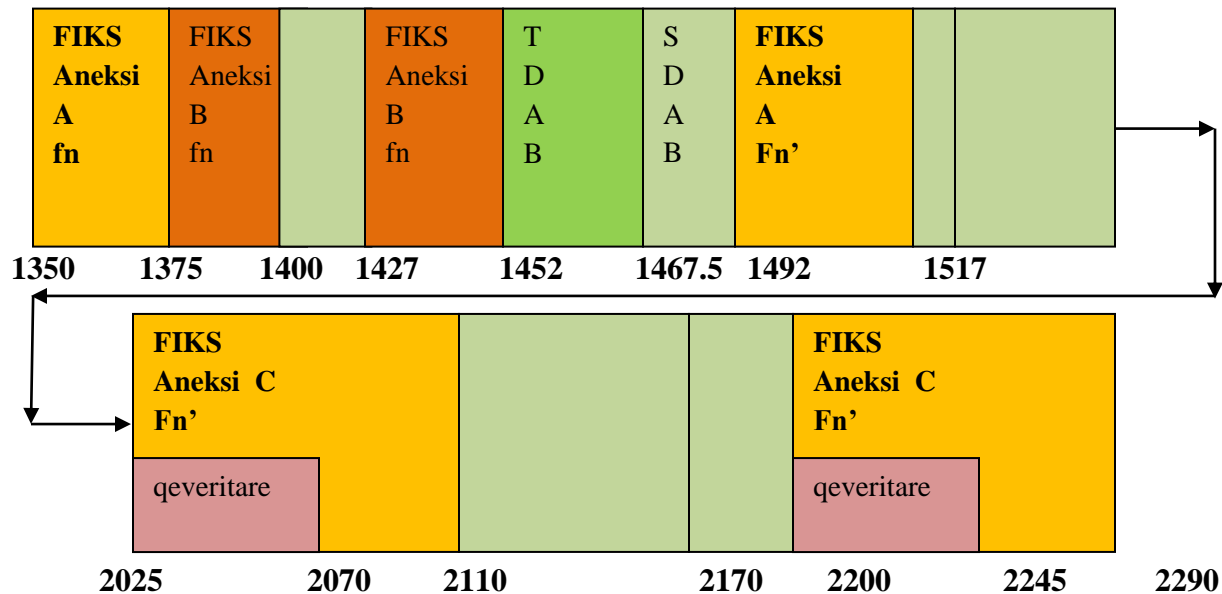 FIKS
Aneksi
A
fn
FIKS
Aneksi
B
fn
FIKS
Aneksi
B
fn
T
D
A
B
S
D
A
B
FIKS
Aneksi
A
Fn’
1350 1375 1400 1427 1452 1467.5 1492 1517
FIKS
Aneksi C
Fn’
qeveritare
FIKS
Aneksi C
Fn’
qeveritare
2025 2070 2110 2170 2200 2245 2290